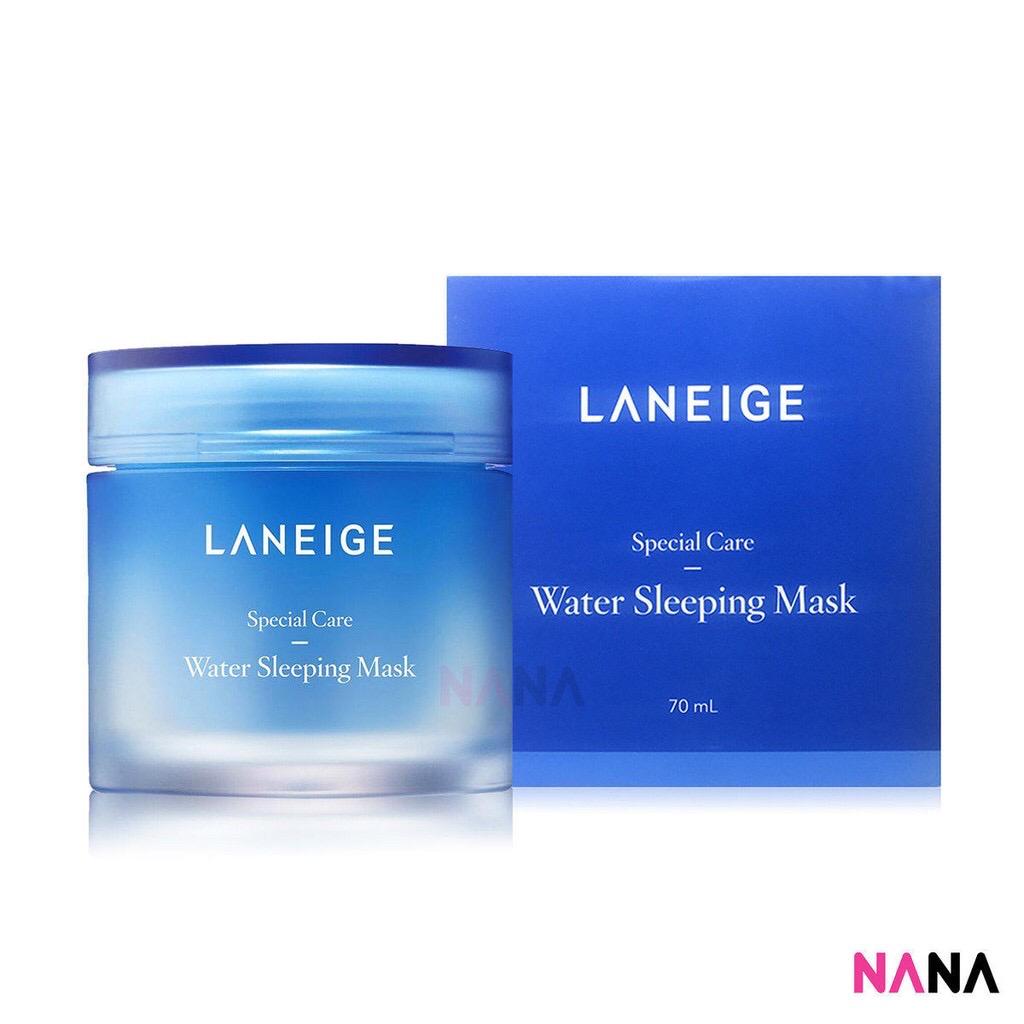 LANEIGE
Special Care
Water Sleeping Mask
LANEIGE
Special Care
Water Sleeping Mask
70 mL
NANA
NANA